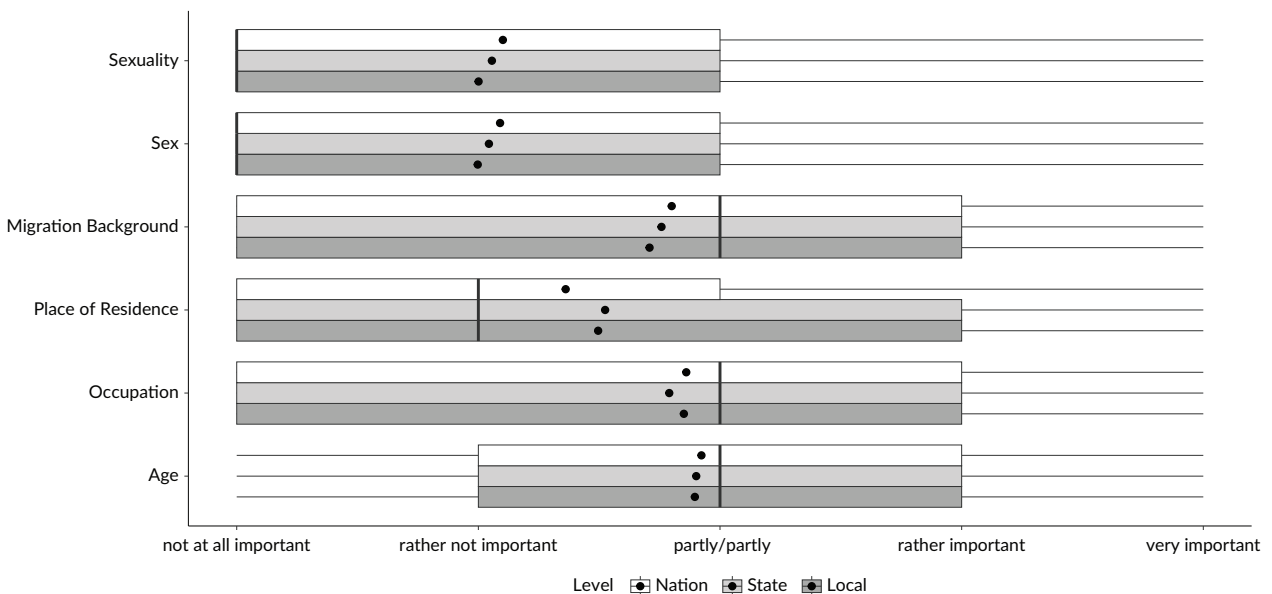 Sexuality
Sex
Migration Background
Place of Residence
Occupation
Age
not at all important rather not important partly/partly rather important very important
Level Nation State Local